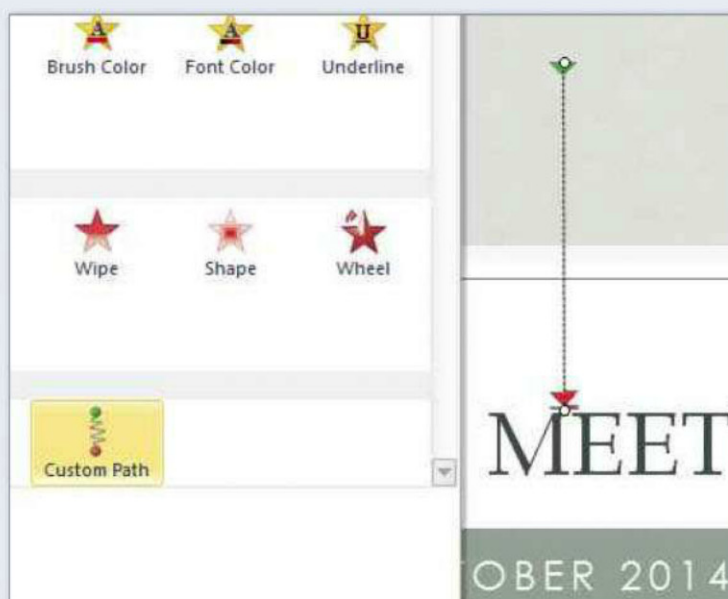 Brush Color Font Color Underline
Wipe Shape Wheel
Custom Path
MEET
OBER 2014